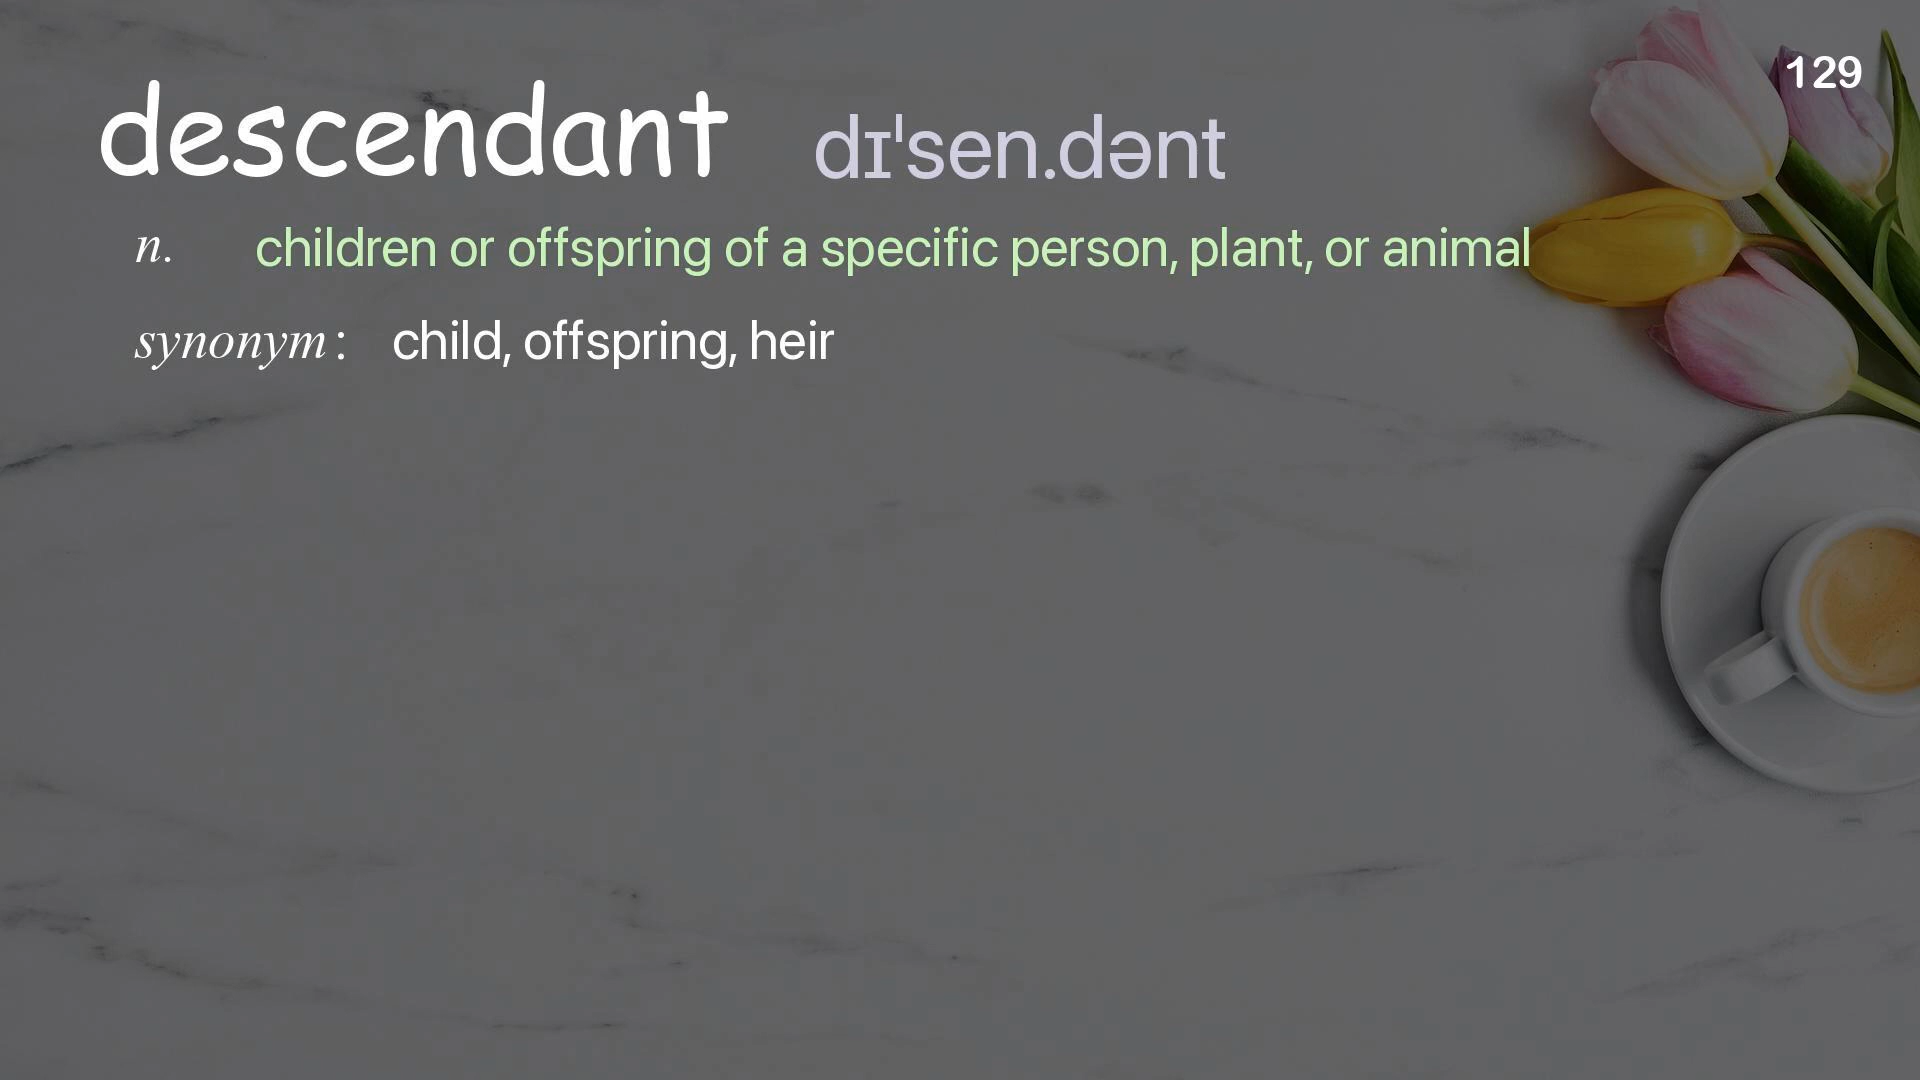 129
descendant dɪˈsen.dənt
n. children or offspring of a specific person, plant, or animal
synonym : child, offspring, heir